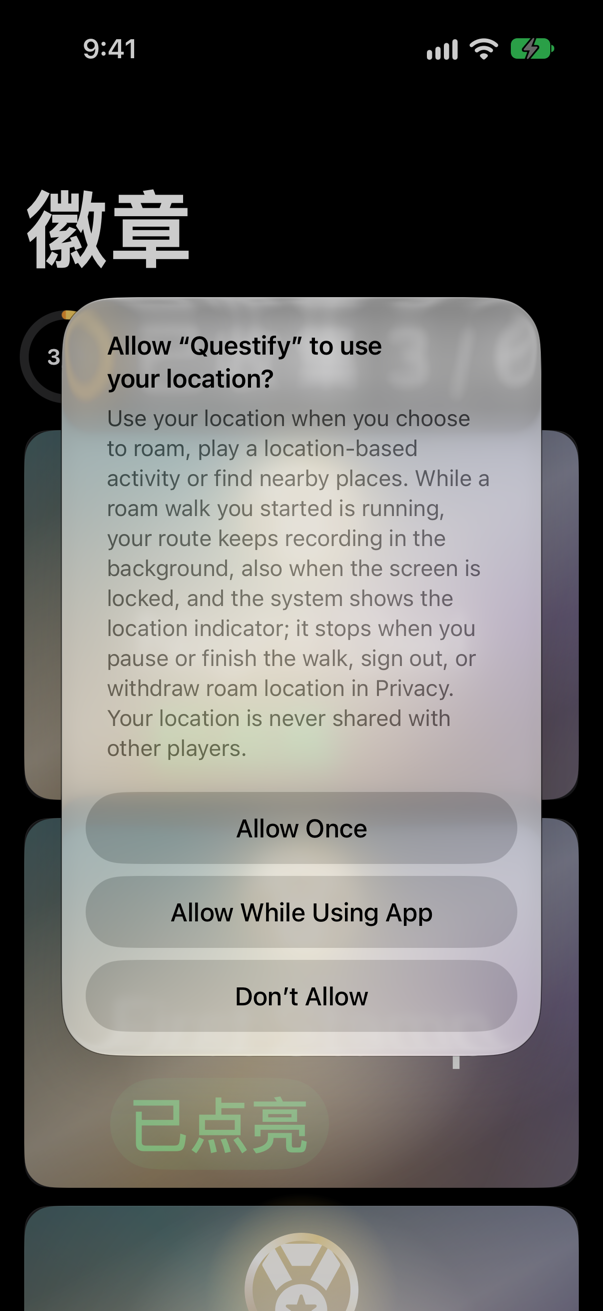 9:41
徽章
3
3/0
Allow “Questify” to use
your location?
Use your location when you choose
to roam, play a location-based
activity or find nearby places. While a
roam walk you started is running,
your route keeps recording in the
background, also when the screen is
locked, and the system shows the
location indicator; it stops when you
pause or finish the walk, sign out, or
withdraw roam location in Privacy.
Your location is never shared with
other players.
Allow Once
Allow While Using App
Don’t Allow
已点亮